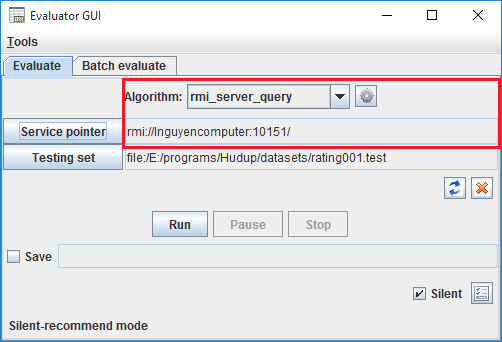 Evaluator GUI
Tools
Evaluate Batch evaluate
Algorithm: rmi_server_query
Service pointer rmi://lnguyencomputer:10151/
Testing set file:/E:/programs/Hudup/datasets/rating001.test
Run Pause Stop
Save
Silent
Silent-recommend mode